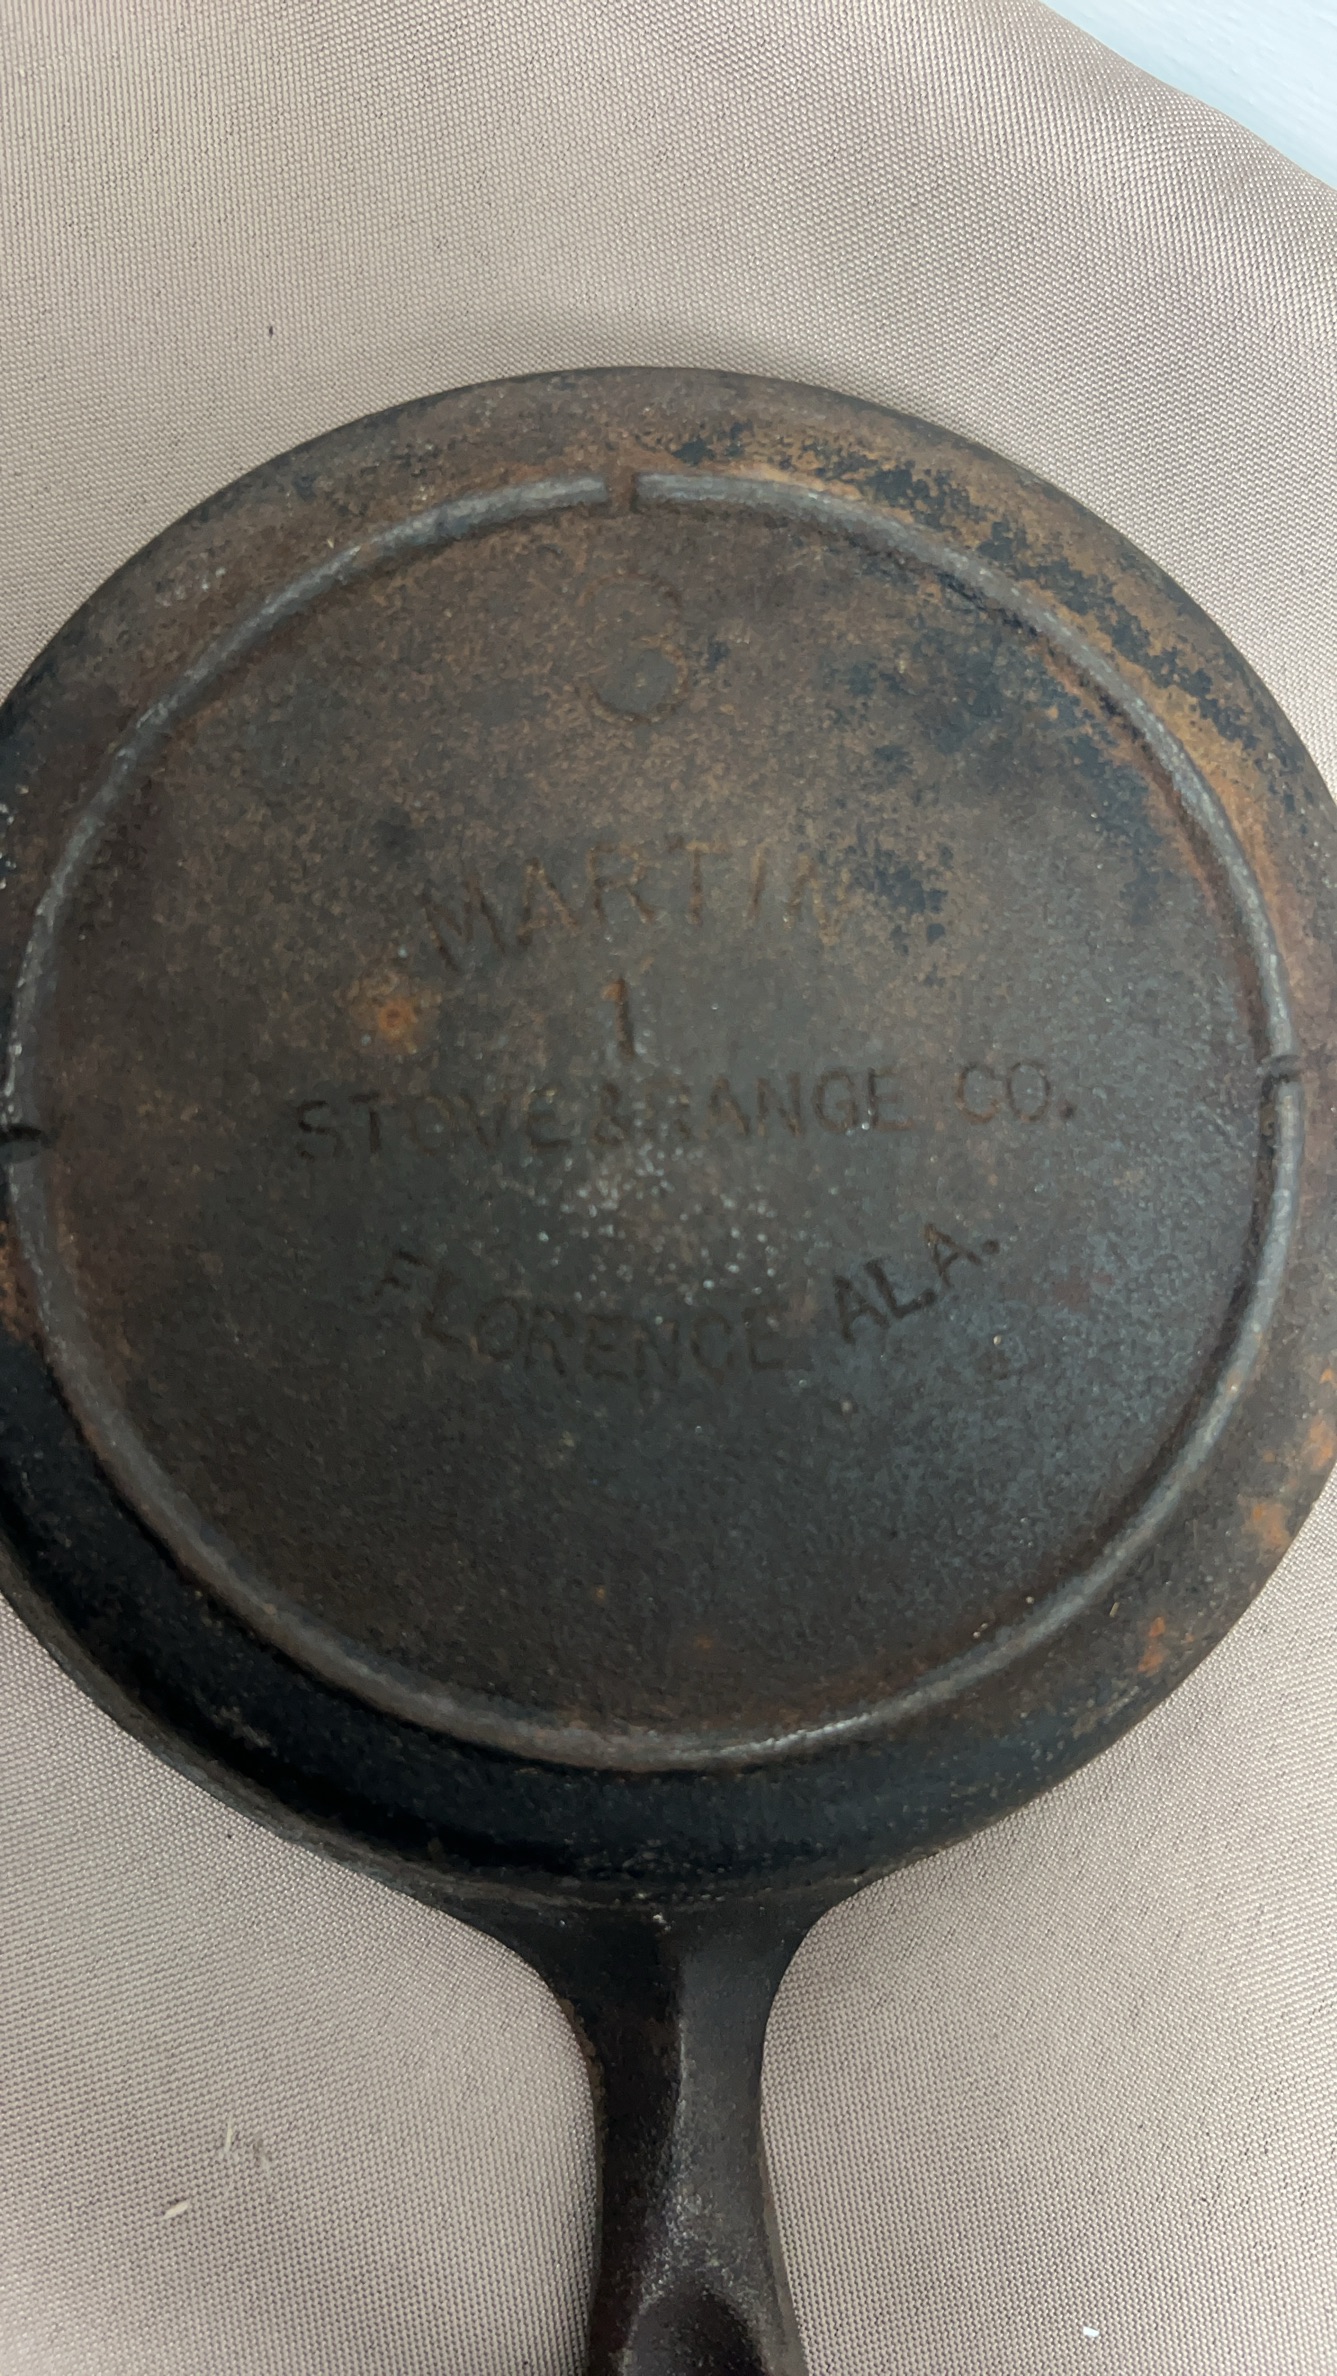 8
MARTIN
1
STOVE & RANGE CO.
FLORENCE ALA.